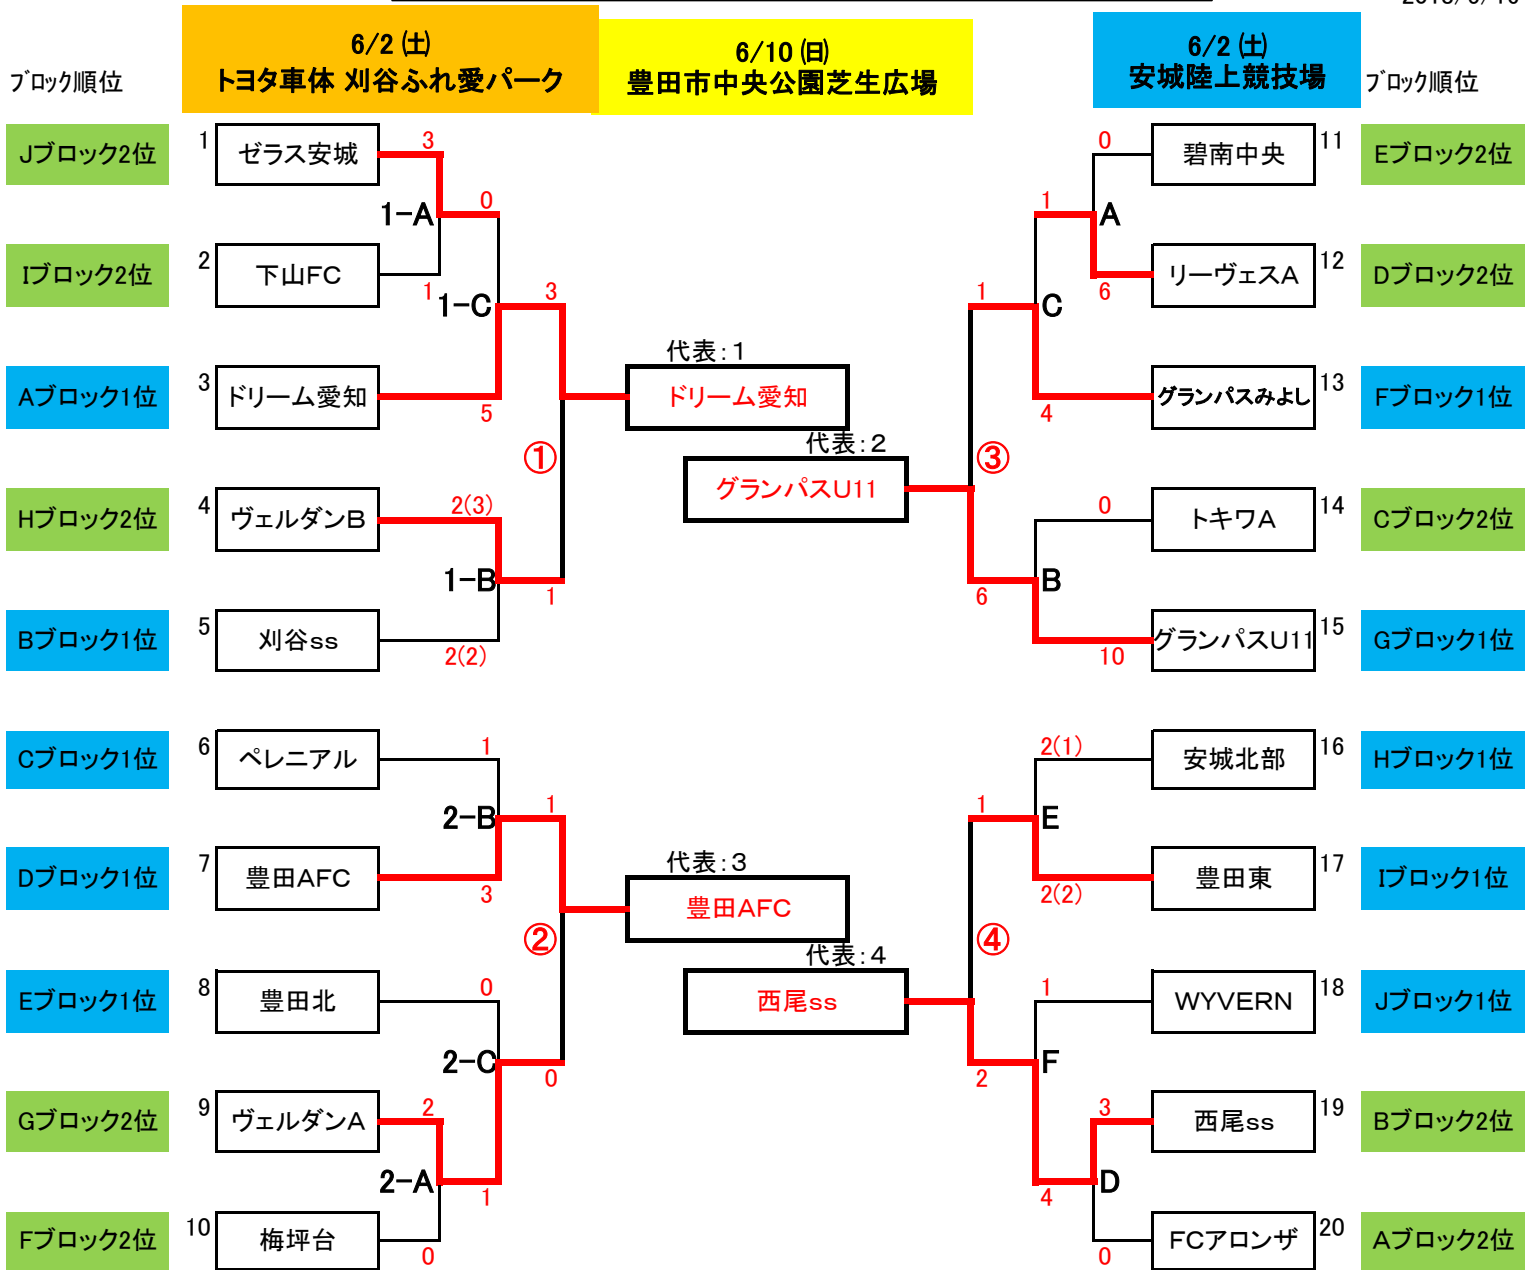 6/2 (土)
トヨタ車体 刈谷ふれ愛パーク
6/10 (日)
豊田市中央公園芝生広場
6/2 (土)
安城陸上競技場
ブロック順位
ブロック順位
Jブロック2位
1
ゼラス安城
3
0
碧南中央
11
Eブロック2位
1-A
0
1
A
Iブロック2位
2
下山FC
1
6
リーヴェスA
12
Dブロック2位
1-C
3
1
C
代表:1
Aブロック1位
3
ドリーム愛知
5
ドリーム愛知
4
グランパスみよし
13
Fブロック1位
①
代表:2
③
グランパスU11
Hブロック2位
4
ヴェルダンB
2(3)
0
トキワA
14
Cブロック2位
1-B
1
6
B
Bブロック1位
5
刈谷ss
2(2)
10
グランパスU11
15
Gブロック1位
Cブロック1位
6
ペレニアル
1
2(1)
安城北部
16
Hブロック1位
2-B
1
1
E
代表:3
Dブロック1位
7
豊田AFC
3
豊田AFC
2(2)
豊田東
17
Iブロック1位
②
代表:4
④
西尾ss
Eブロック1位
8
豊田北
0
1
WYVERN
18
Jブロック1位
2-C
0
2
F
Gブロック2位
9
ヴェルダンA
2
3
西尾ss
19
Bブロック2位
2-A
1
4
D
Fブロック2位
10
梅坪台
0
0
FCアロンザ
20
Aブロック2位